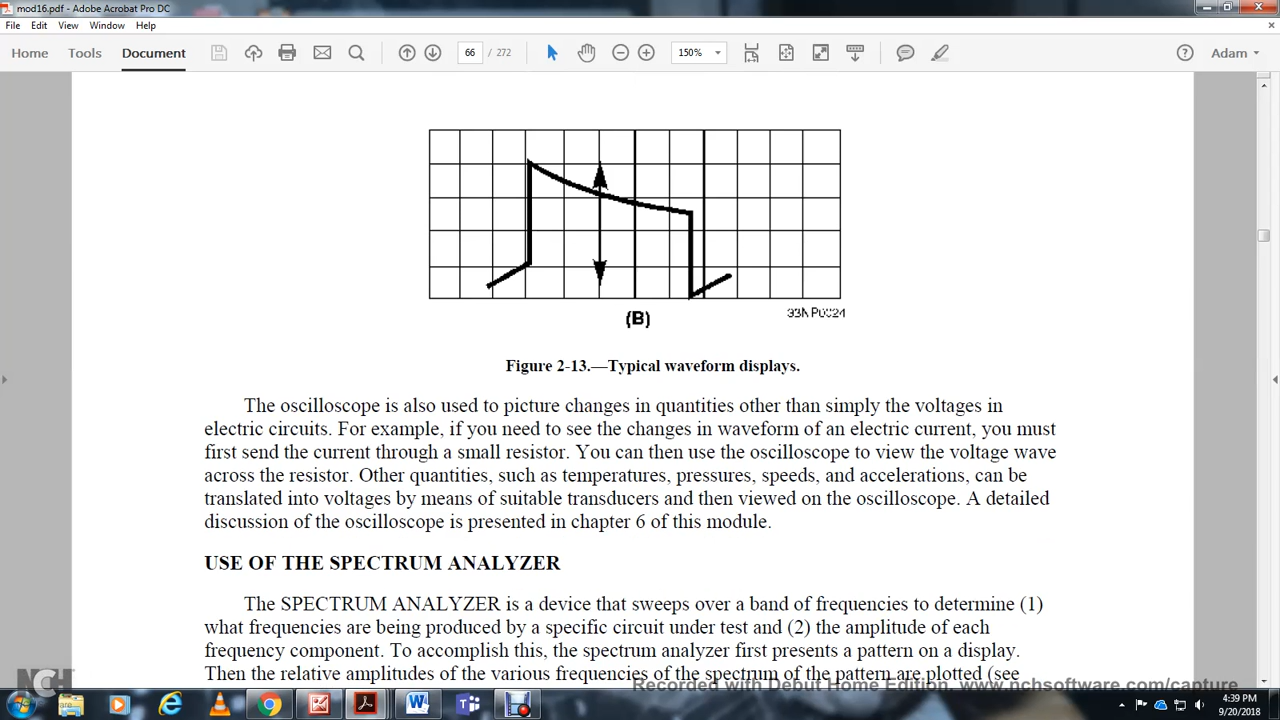 mod16.pdf - Adobe Acrobat Pro DC
File Edit View Window Help
Home Tools Document 66 / 272 150% Adam
(B)
33NP0024
Figure 2-13.—Typical waveform displays.
The oscilloscope is also used to picture changes in quantities other than simply the voltages in
electric circuits. For example, if you need to see the changes in waveform of an electric current, you must
first send the current through a small resistor. You can then use the oscilloscope to view the voltage wave
across the resistor. Other quantities, such as temperatures, pressures, speeds, and accelerations, can be
translated into voltages by means of suitable transducers and then viewed on the oscilloscope. A detailed
discussion of the oscilloscope is presented in chapter 6 of this module.
USE OF THE SPECTRUM ANALYZER
The SPECTRUM ANALYZER is a device that sweeps over a band of frequencies to determine (1)
what frequencies are being produced by a specific circuit under test and (2) the amplitude of each
frequency component. To accomplish this, the spectrum analyzer first presents a pattern on a display.
Then the relative amplitudes of the various frequencies of the spectrum of the pattern are plotted (see
Recorded with Debut Home Edition. www.nchsoftware.com/capture
NCH
4:39 PM
9/20/2018